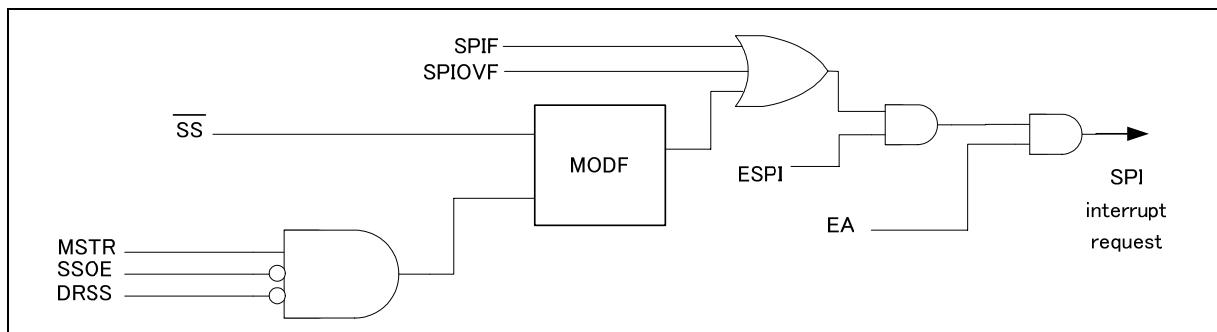 SPIF
SPIOVF
SS
MODF
ESPI
SPI
interrupt
request
EA
MSTR
SSOE
DRSS